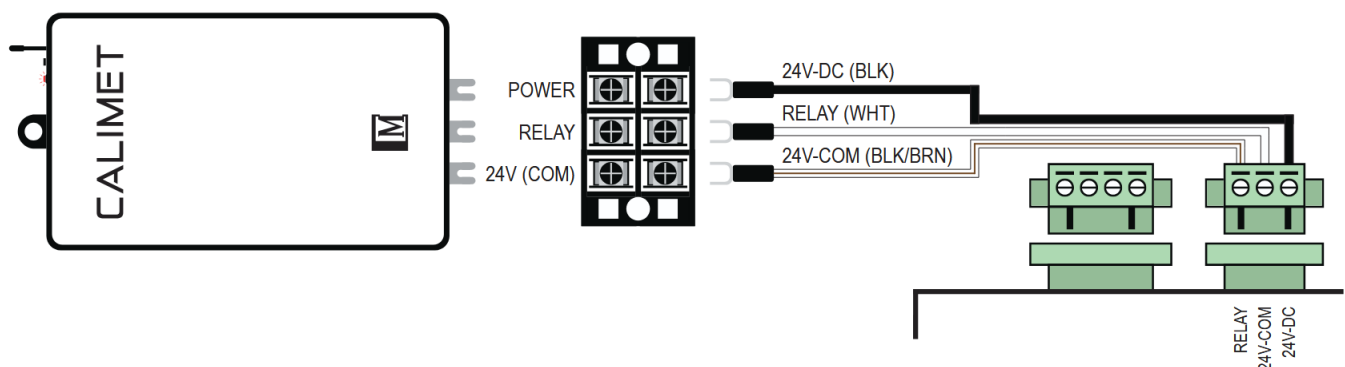 CALIMET
M
POWER
RELAY
24V (COM)
24V-DC (BLK)
RELAY (WHT)
24V-COM (BLK/BRN)
RELAY
24V-COM
24V-DC